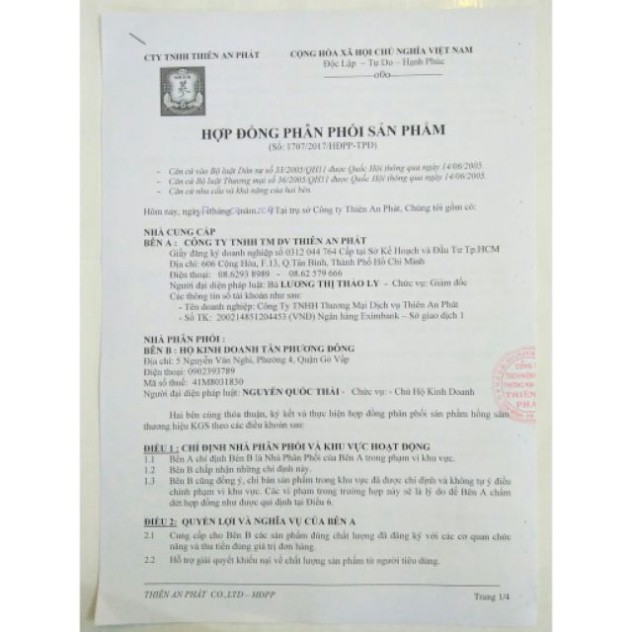 CTY TNHH THIÊN AN PHÁT
CỘNG HÒA XÃ HỘI CHỦ NGHĨA VIỆT NAM
Độc Lập – Tự Do – Hạnh Phúc
———o0o———
HỢP ĐỒNG PHÂN PHỐI SẢN PHẨM
(Số: 1707/2017/HĐPP-TPD)
- Căn cứ vào Bộ luật Dân sự số 33/2005/QH11 được Quốc Hội thông qua ngày 14/06/2005.
- Căn cứ Bộ luật Thương mại số 36/2005/QH11 được Quốc Hội thông qua ngày 14/06/2005.
- Căn cứ nhu cầu và khả năng của hai bên.
Hôm nay, ngày tháng năm Tại trụ sở Công ty Thiên An Phát, Chúng tôi gồm có:
NHÀ CUNG CẤP
BÊN A : CÔNG TY TNHH TM DV THIÊN AN PHÁT
Giấy đăng ký doanh nghiệp số 0312 044 764 Cấp tại Sở Kế Hoạch và Đầu Tư Tp.HCM
Địa chỉ: 606 Cộng Hòa, F.13, Q.Tân Bình, Thành Phố Hồ Chí Minh
Điện thoại: 08.6293 8989 - 08.62 579 666
Người đại diện pháp luật: Bà LƯƠNG THỊ THẢO LY - Chức vụ: Giám đốc
Các thông tin số tài khoản như sau:
- Tên doanh nghiệp: Công Ty TNHH Thương Mại Dịch vụ Thiên An Phát
- Số TK: 200214851204453 (VNĐ) Ngân hàng Eximbank – Sở giao dịch 1
NHÀ PHÂN PHỐI :
BÊN B : HỘ KINH DOANH TÂN PHƯƠNG ĐÔNG
Địa chỉ: 5 Nguyễn Văn Nghi, Phường 4, Quận Gò Vấp
Điện thoại: 0902393789
Mã số thuế: 41M8031830
Người đại diện pháp luật: NGUYỄN QUỐC THÁI - Chức vụ: - Chủ Hộ Kinh Doanh
Hai bên cùng thỏa thuận, ký kết và thực hiện hợp đồng phân phối sản phẩm hồng sâm
thương hiệu KGS theo các điều khoản sau:
ĐIỀU 1 : CHỈ ĐỊNH NHÀ PHÂN PHỐI VÀ KHU VỰC HOẠT ĐỘNG
1.1 Bên A chỉ định Bên B là Nhà Phân Phối của Bên A trong phạm vi khu vực.
1.2 Bên B chấp nhận những chỉ định này.
1.3 Bên B cũng đồng ý, chỉ bán sản phẩm trong khu vực đã được chỉ định và không tự ý điều
chỉnh phạm vi khu vực. Các vi phạm trong trường hợp này sẽ là lý do để Bên A chấm
dứt hợp đồng như được qui định tại Điều 6.
ĐIỀU 2: QUYỀN LỢI VÀ NGHĨA VỤ CỦA BÊN A
2.1 Cung cấp cho Bên B các sản phẩm đúng chất lượng đã đăng ký với các cơ quan chức
năng và thu tiền đúng giá trị đơn hàng.
2.2 Hỗ trợ giải quyết khiếu nại về chất lượng sản phẩm từ người tiêu dùng.
THIÊN AN PHÁT CO.,LTD – HĐPP
Trang 1/4
THIÊN